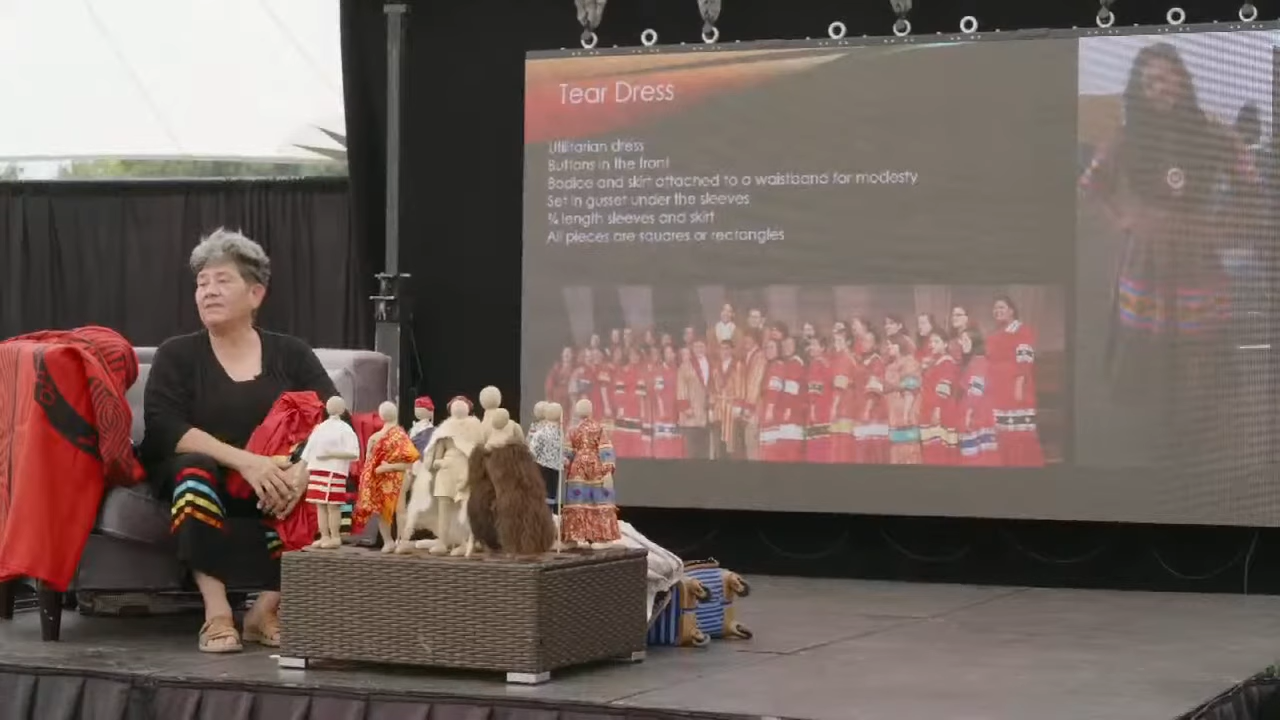 Tear Dress
Utilitarian dress
Buttons in the front
Bodice and skirt attached to a waistband for modesty
Set in gusset under the sleeves
¾ length sleeves and skirt
All pieces are squares or rectangles